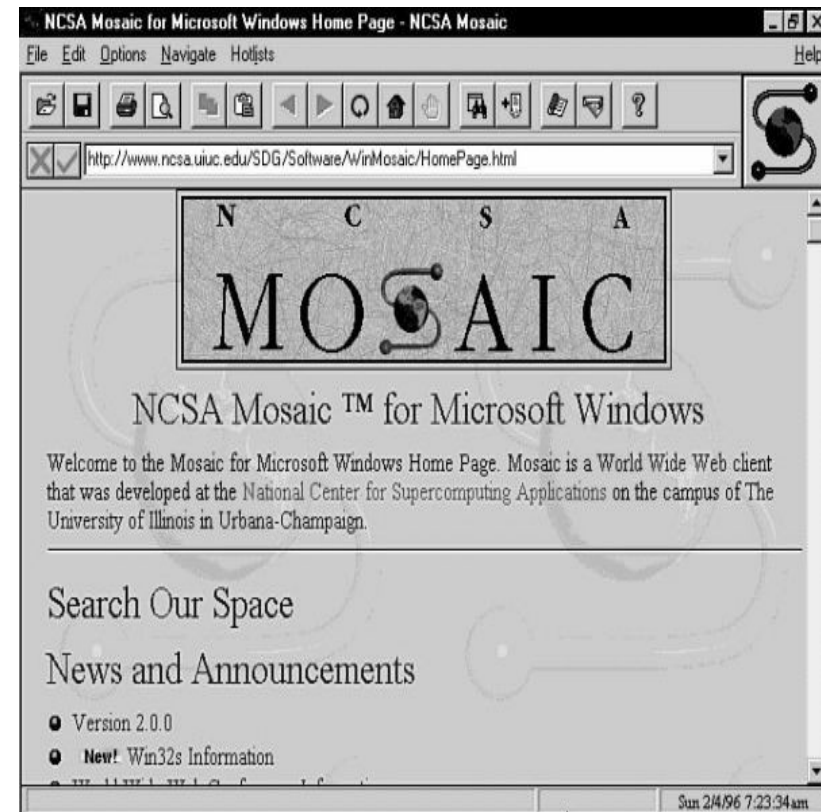 NCSA Mosaic for Microsoft Windows Home Page - NCSA Mosaic
File Edit Options Navigate Hotlists Help
http://www.ncsa.uiuc.edu/SDG/Software/WinMosaic/HomePage.html
N C S A
MOSAIC
NCSA Mosaic ™ for Microsoft Windows
Welcome to the Mosaic for Microsoft Windows Home Page. Mosaic is a World Wide Web client
that was developed at the National Center for Supercomputing Applications on the campus of The
University of Illinois in Urbana-Champaign.
Search Our Space
News and Announcements
Version 2.0.0
New! Win32s Information
Sun 2/4/96 7:23:34am